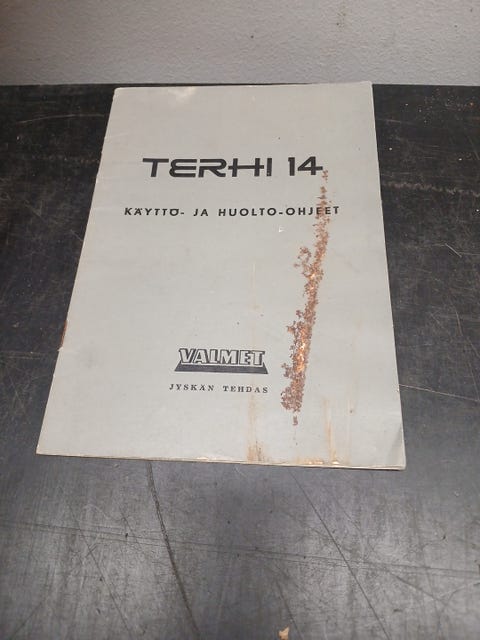 TERHI 14
KÄYTTÖ- JA HUOLTO-OHJEET
VALMET
JYSKÄN TEHDAS